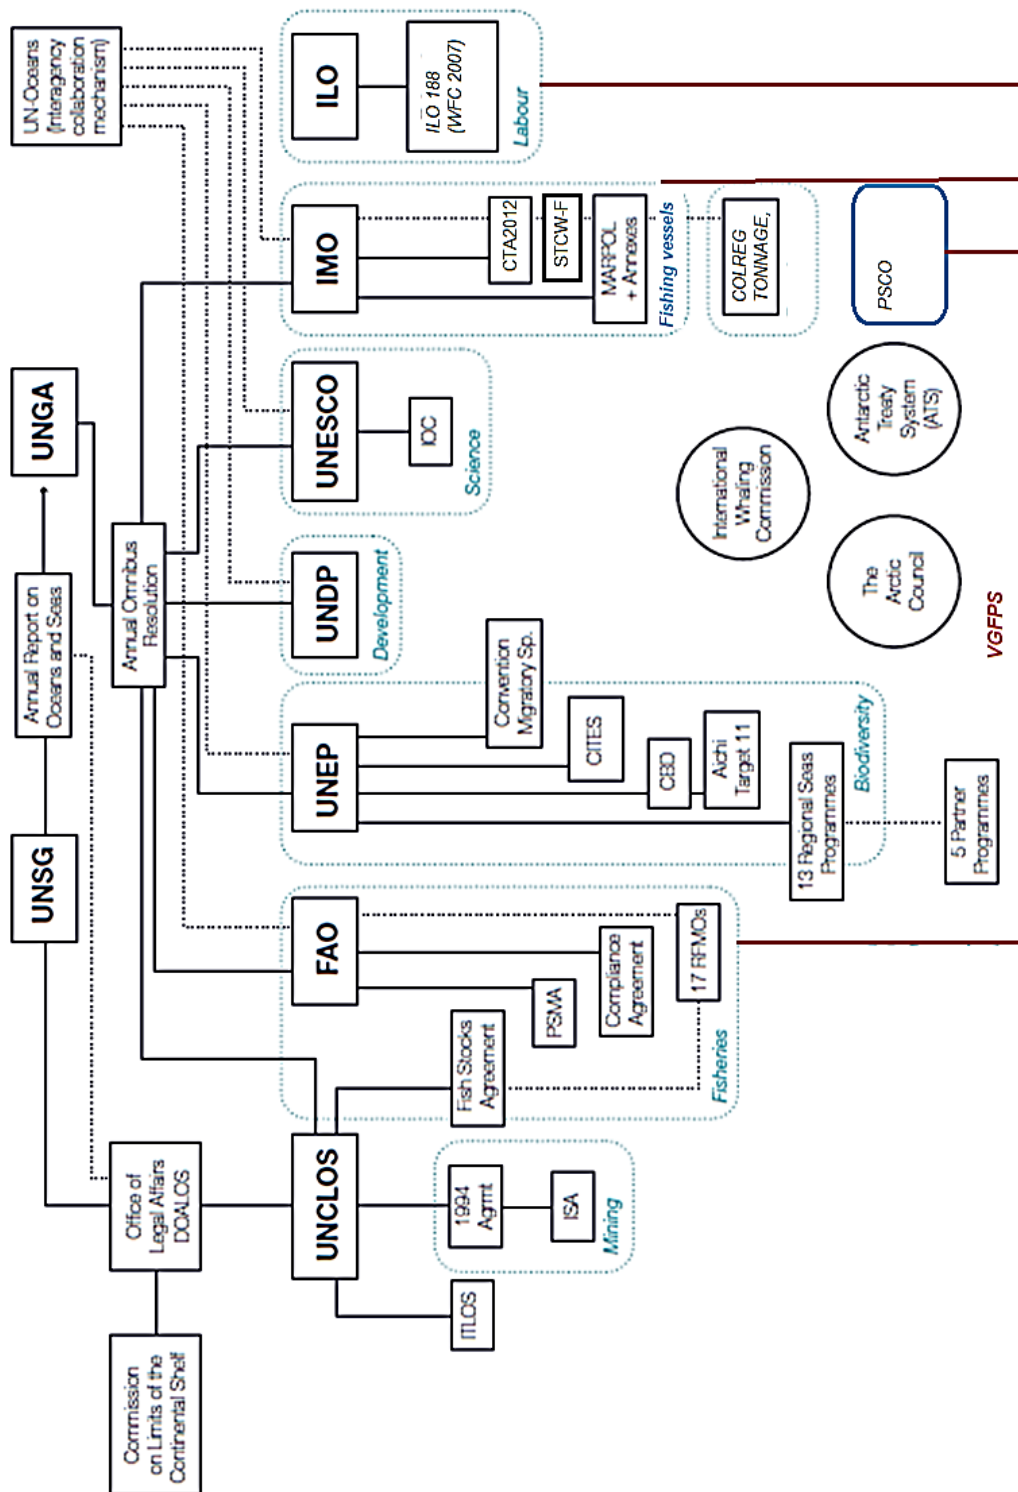 UN-Oceans
(Interagency
collaboration
mechanism)
UNGA
Annual Report on
Oceans and Seas
UNSG
Annual Omnibus
Resolution
Office of
Legal Affairs
DOALOS
Commission
on Limits of the
Continental Shelf
UNCLOS
FAO
UNEP
UNDP
UNESCO
IMO
ILO
ITLOS
1994
Agrmt
ISA
Mining
Fish Stocks
Agreement
PSMA
Compliance
Agreement
17 RFMOs
Fisheries
Convention
Migratory Sp.
CITES
CBD
Aichi
Target 11
13 Regional Seas
Programmes
Biodiversity
5 Partner
Programmes
Development
IOC
Science
CTA2012
STCW-F
MARPOL
+ Annexes
Fishing vessels
COLREG
TONNAGE,
ILO 188
(WFC 2007)
Labour
International
Whaling
Commission
The
Arctic
Council
Antarctic
Treaty
System
(ATS)
PSCO
VGFPS